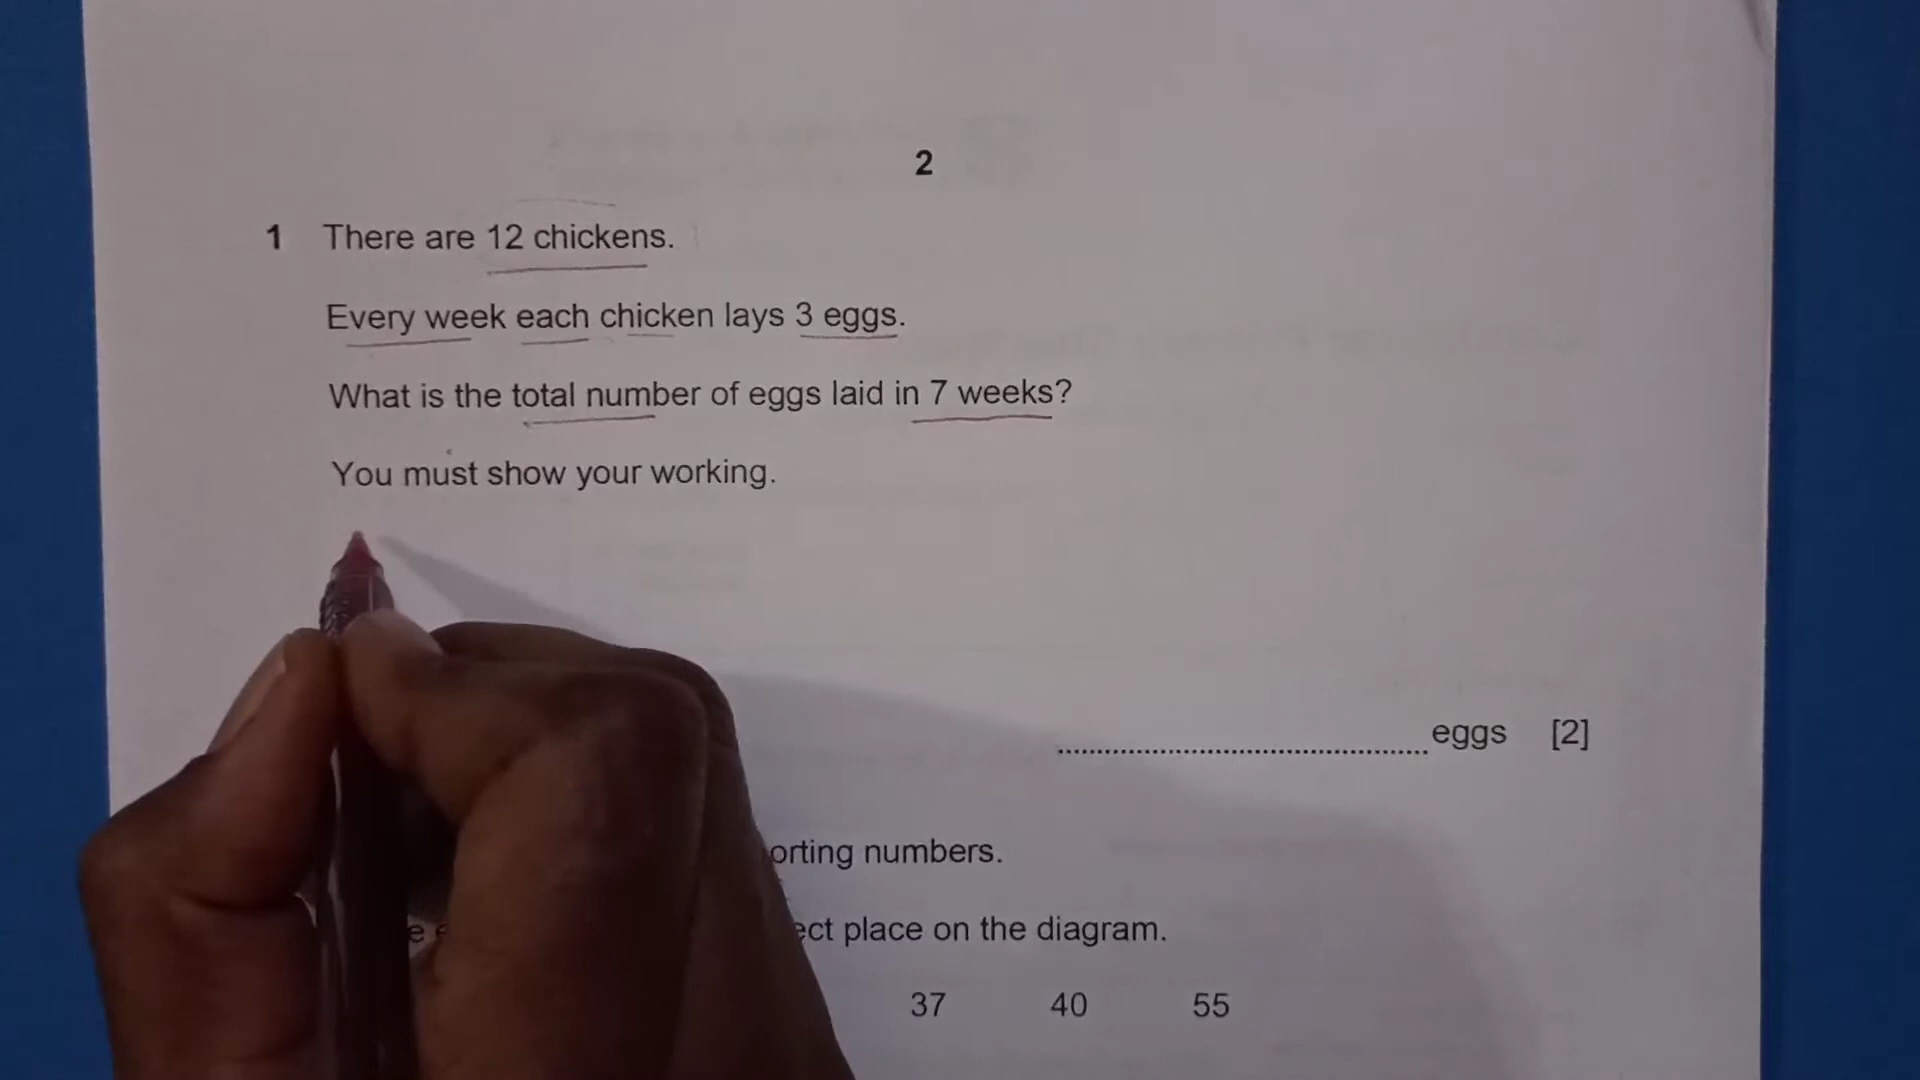 2
1 There are 12 chickens.
Every week each chicken lays 3 eggs.
What is the total number of eggs laid in 7 weeks?
You must show your working.
eggs [2]
numbers.
place on the diagram.
37 40 55